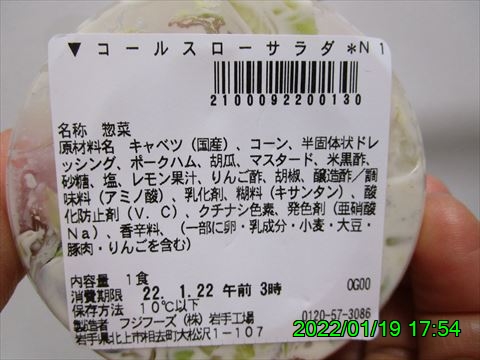 ▼ コールスローサラダ *N1
2100092200130
名称 惣菜
原材料名 キャベツ（国産）、コーン、半固体状ドレ
ッシング、ポークハム、胡瓜、マスタード、米黒酢、
砂糖、塩、レモン果汁、りんご酢、胡椒、醸造酢／調
味料（アミノ酸）、乳化剤、糊料（キサンタン）、酸
化防止剤（V．C）、クチナシ色素、発色剤（亜硝酸
Na）、香辛料、（一部に卵・乳成分・小麦・大豆・
豚肉・りんごを含む）
内容量 1食
消費期限 22. 1.22 午前 3時
保存方法 10℃以下 0G00
製造者 フジフーズ（株）岩手工場 0120-57-3086
岩手県北上市相去町大松沢1-107
2022/01/19 17:54